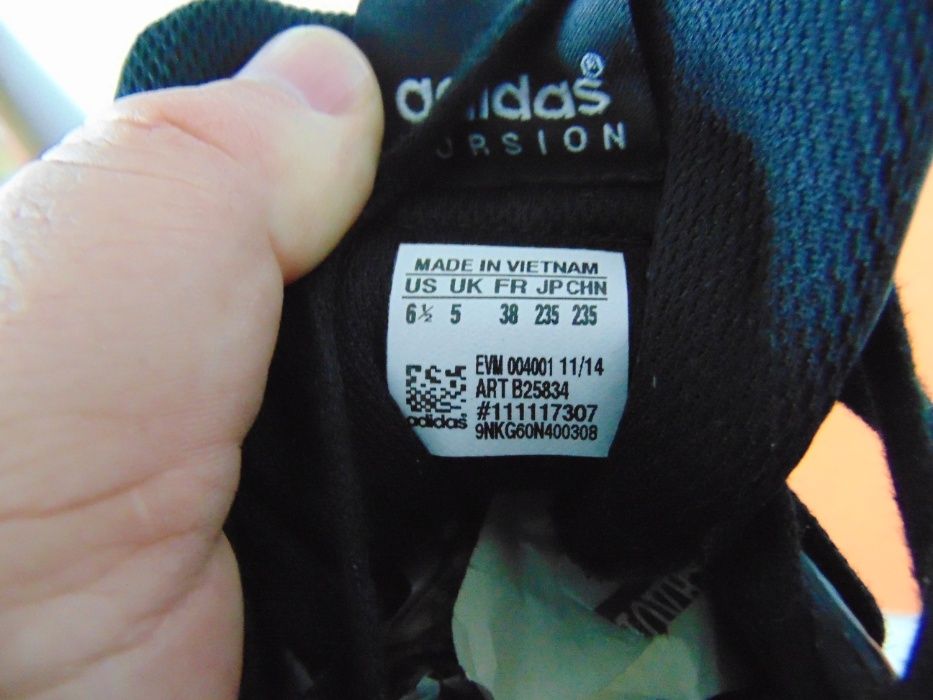 adidas®
RSION
MADE IN VIETNAM
US UK FR JP CHN
6½ 5 38 235 235
EVM 004001 11/14
ART B25834
#111117307
9NKG60N400308
adidas